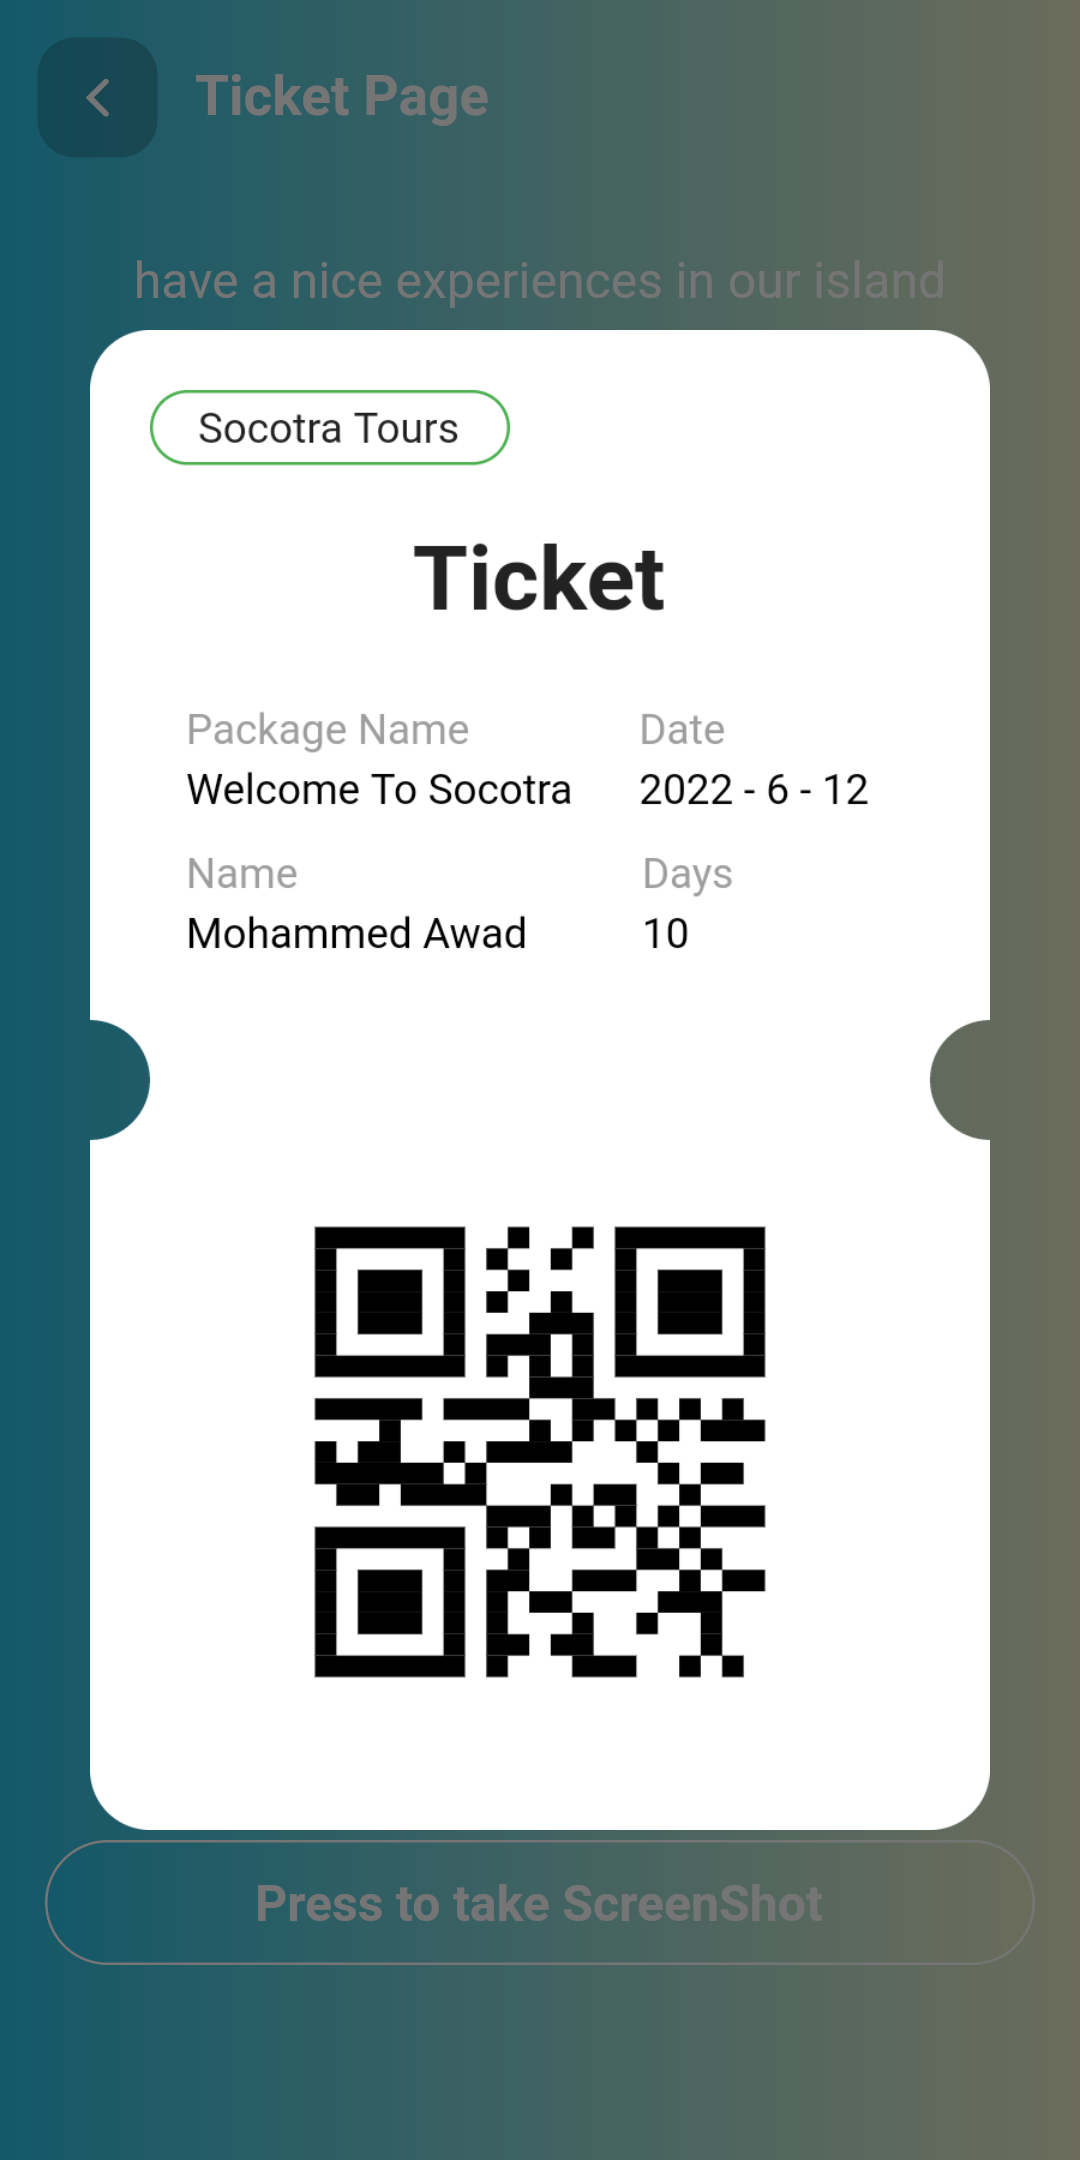 Ticket Page
have a nice experiences in our island
Socotra Tours
Ticket
Package Name Date
Welcome To Socotra 2022 - 6 - 12
Name Days
Mohammed Awad 10
Press to take ScreenShot